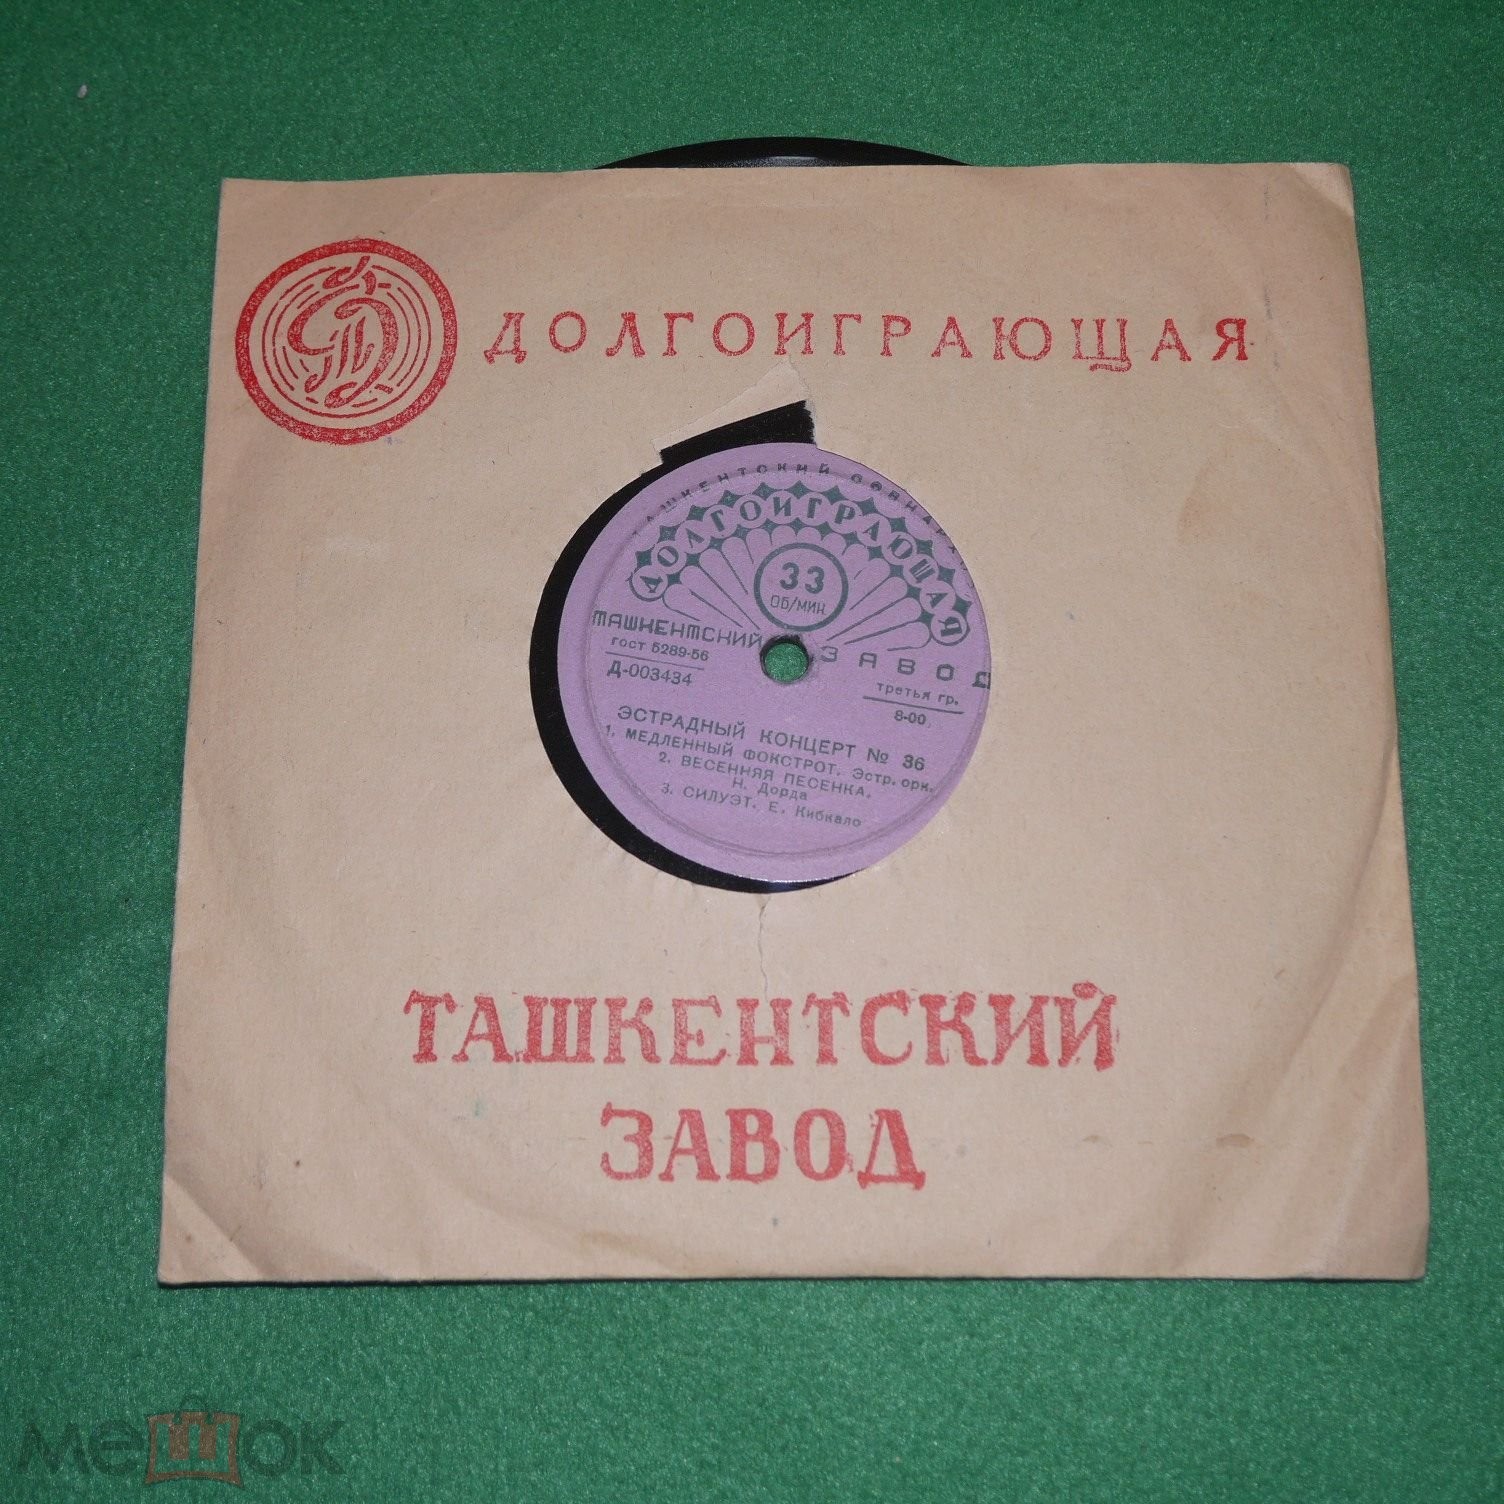 ДОЛГОИГРАЮЩАЯ
ДОЛГОИГРАЮЩАЯ
33
ОБ/МИН.
ТАШКЕНТСКИЙ ЗАВОД
ГОСТ 5289-56
Д-003434
третья гр.
8-00
ЭСТРАДНЫЙ КОНЦЕРТ № 36
1. МЕДЛЕННЫЙ ФОКСТРОТ. Эстр. орк.
2. ВЕСЕННЯЯ ПЕСЕНКА.
Н. Дорда
3. СИЛУЭТ. Е. Кибкало
ТАШКЕНТСКИЙ
ЗАВОД
мешок